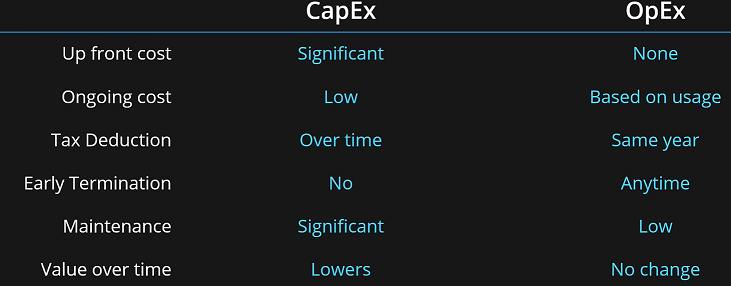 CapEx OpEx
Up front cost Significant None
Ongoing cost Low Based on usage
Tax Deduction Over time Same year
Early Termination No Anytime
Maintenance Significant Low
Value over time Lowers No change